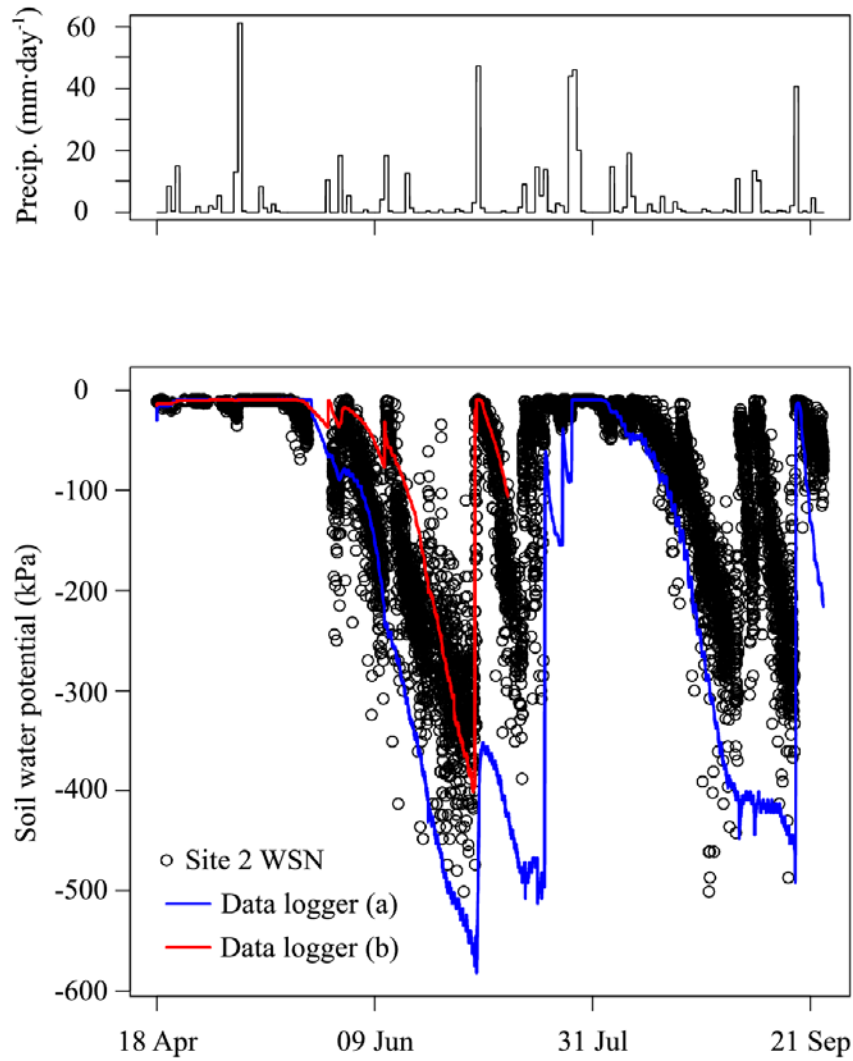 Precip. (mm·day⁻¹)
60
40
20
0
Soil water potential (kPa)
0
-100
-200
-300
-400
-500
-600
Site 2 WSN
Data logger (a)
Data logger (b)
18 Apr 09 Jun 31 Jul 21 Sep